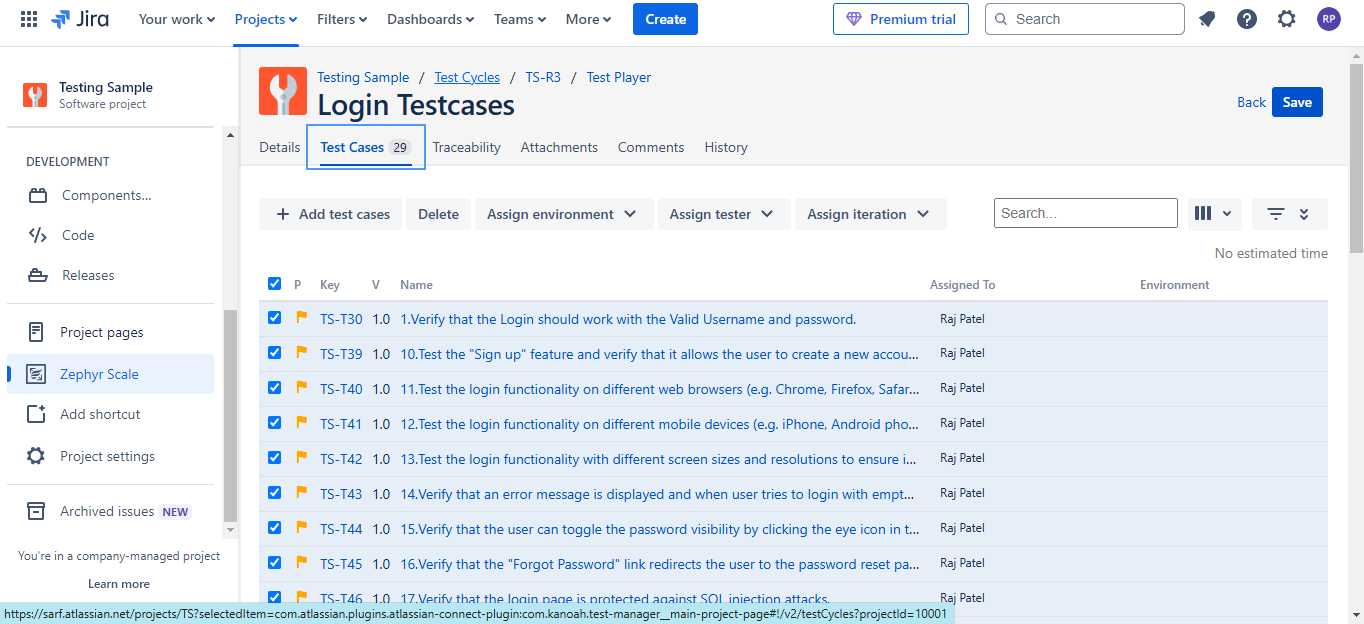 Jira Your work Projects Filters Dashboards Teams More Create Premium trial Search RP
Testing Sample
Software project
DEVELOPMENT
Components...
Code
Releases
Project pages
Zephyr Scale
Add shortcut
Project settings
Archived issues NEW
You're in a company-managed project
Learn more
Testing Sample / Test Cycles / TS-R3 / Test Player
Login Testcases
Back Save
Details Test Cases 29 Traceability Attachments Comments History
+ Add test cases Delete Assign environment Assign tester Assign iteration Search...
No estimated time
P Key V Name Assigned To Environment
TS-T30 1.0 1.Verify that the Login should work with the Valid Username and password. Raj Patel
TS-T39 1.0 10.Test the "Sign up" feature and verify that it allows the user to create a new accou... Raj Patel
TS-T40 1.0 11.Test the login functionality on different web browsers (e.g. Chrome, Firefox, Safar... Raj Patel
TS-T41 1.0 12.Test the login functionality on different mobile devices (e.g. iPhone, Android pho... Raj Patel
TS-T42 1.0 13.Test the login functionality with different screen sizes and resolutions to ensure i... Raj Patel
TS-T43 1.0 14.Verify that an error message is displayed and when user tries to login with empt... Raj Patel
TS-T44 1.0 15.Verify that the user can toggle the password visibility by clicking the eye icon in t... Raj Patel
TS-T45 1.0 16.Verify that the "Forgot Password" link redirects the user to the password reset pa... Raj Patel
TS-T46 1.0 17.Verify that the login page is protected against SQL injection attacks. Raj Patel
https://sarf.atlassian.net/projects/TS?selectedItem=com.atlassian.plugins.atlassian-connect-plugin:com.kanoah.test-manager__main-project-page#!/v2/testCycles?projectId=10001